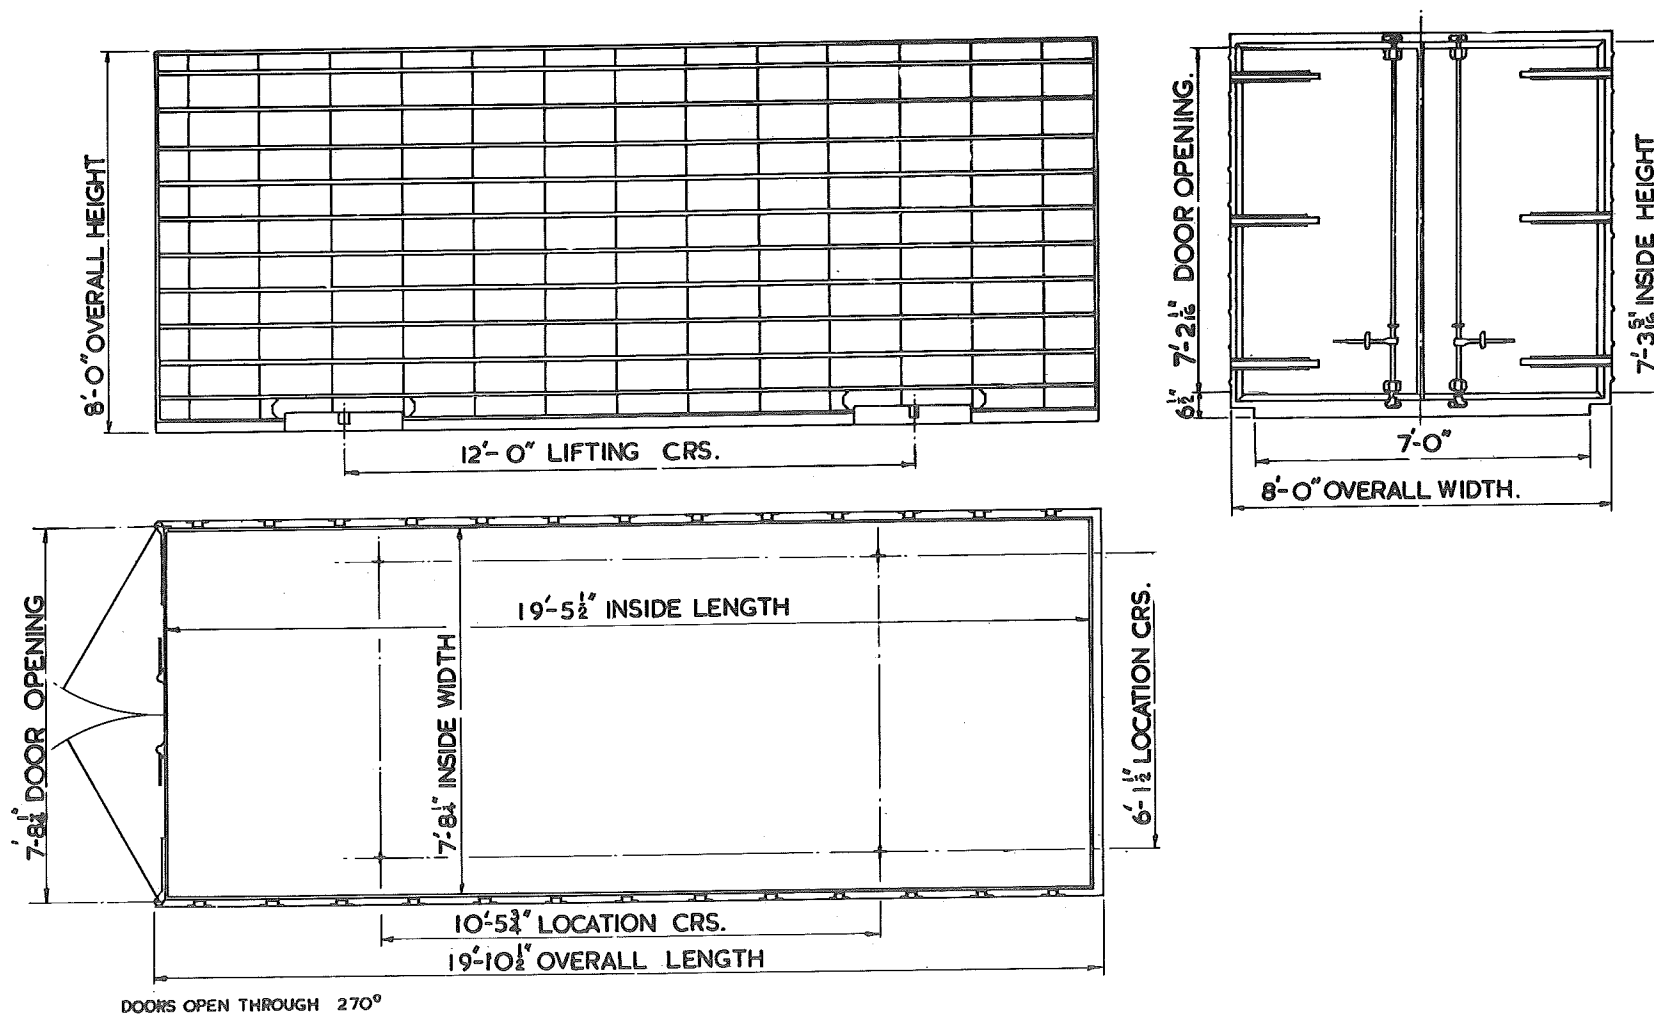 8'-0" OVERALL HEIGHT
12'-0" LIFTING CRS.
7'-2 1/16" DOOR OPENING.
6 1/2"
7'-3 5/16" INSIDE HEIGHT
7'-0"
8'-0" OVERALL WIDTH.
7'-8 1/4" DOOR OPENING
19'-5 1/2" INSIDE LENGTH
7'-8 1/4" INSIDE WIDTH
6'-1 1/2" LOCATION CRS.
10'-5 3/4" LOCATION CRS.
19'-10 1/2" OVERALL LENGTH
DOORS OPEN THROUGH 270°